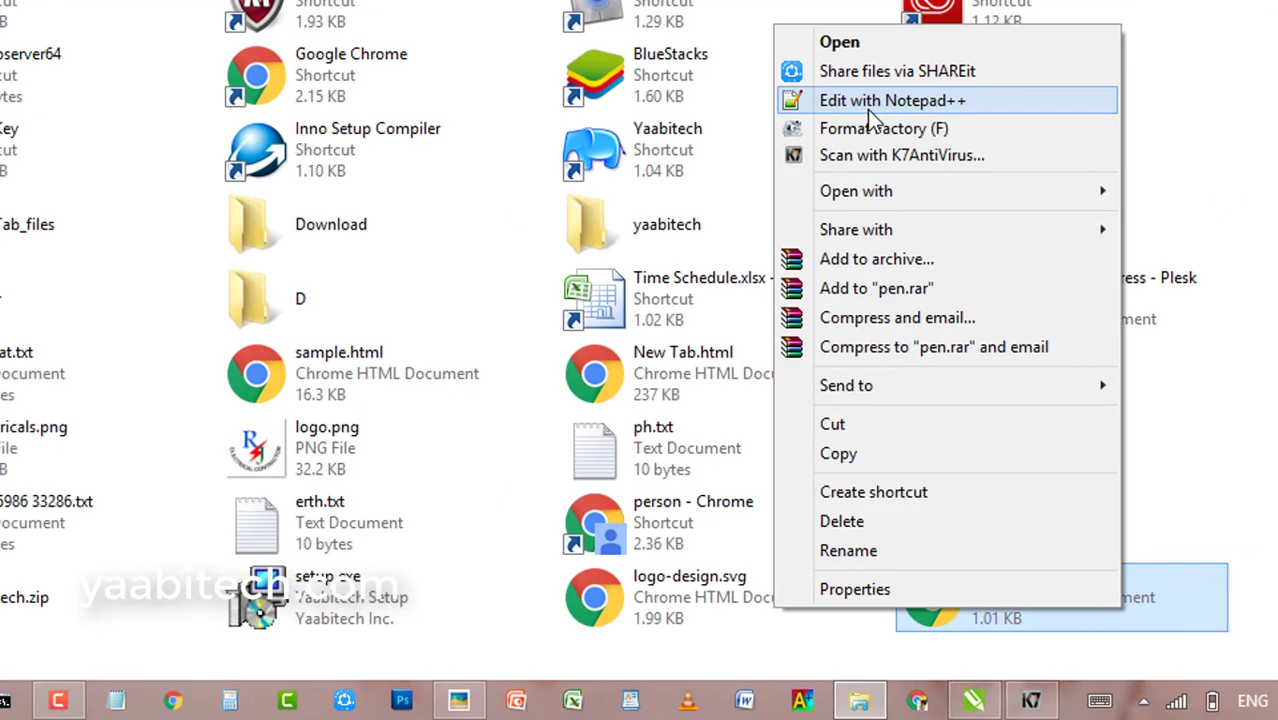 Shortcut
1.93 KB
Shortcut
1.29 KB
Shortcut
1.12 KB
bserver64
cut
ytes
Google Chrome
Shortcut
2.15 KB
BlueStacks
Shortcut
1.60 KB
Key
cut
Inno Setup Compiler
Shortcut
1.10 KB
Yaabitech
Shortcut
1.04 KB
Tab_files
Download
yaabitech
D
Time Schedule.xlsx -
Shortcut
1.02 KB
ress - Plesk
ment
at.txt
ocument
es
sample.html
Chrome HTML Document
16.3 KB
New Tab.html
Chrome HTML Docu
237 KB
ricals.png
ile
logo.png
PNG File
32.2 KB
ph.txt
Text Document
10 bytes
5986 33286.txt
ocument
es
erth.txt
Text Document
10 bytes
person - Chrome
Shortcut
2.36 KB
ech.zip
setup.exe
Yaabitech Setup
Yaabitech Inc.
logo-design.svg
Chrome HTML Docu
1.99 KB
ument
1.01 KB
Open
Share files via SHAREit
Edit with Notepad++
Format Factory (F)
Scan with K7AntiVirus...
Open with
Share with
Add to archive...
Add to "pen.rar"
Compress and email...
Compress to "pen.rar" and email
Send to
Cut
Copy
Create shortcut
Delete
Rename
Properties
yaabitech.com
ENG